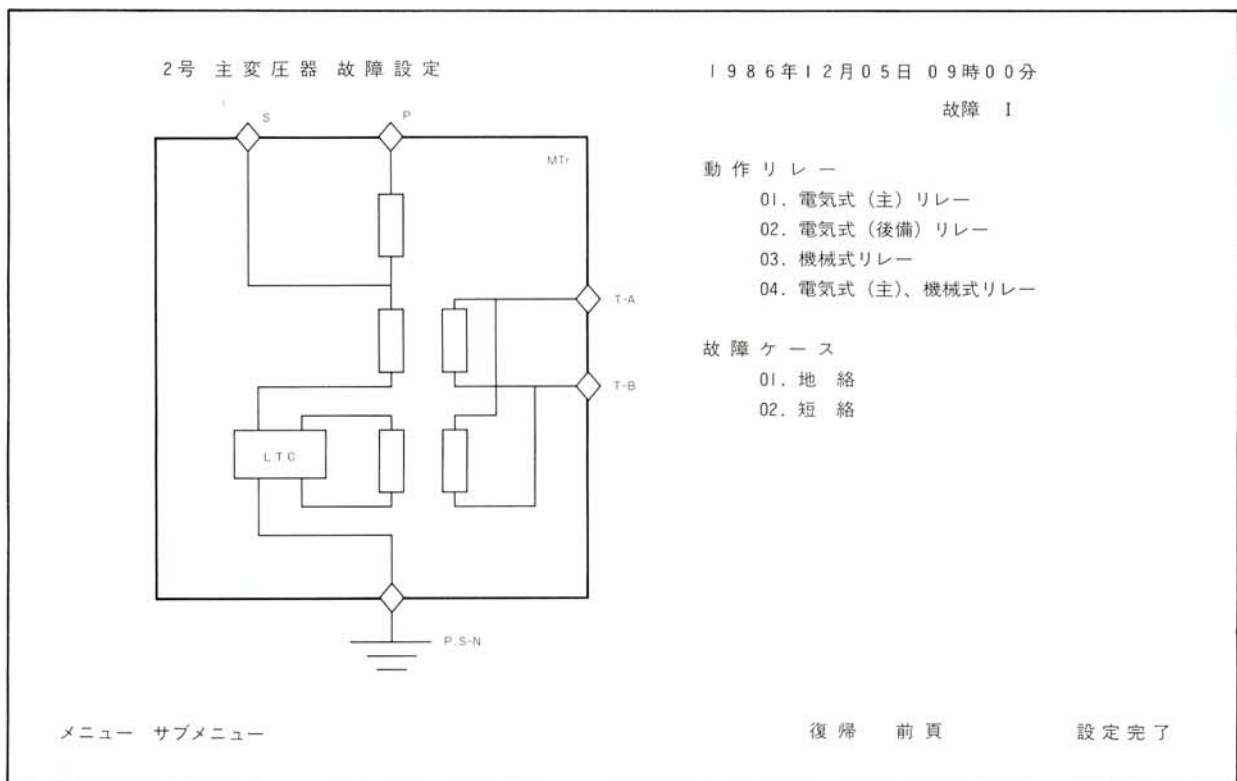 2号 主変圧器 故障設定
1986年12月05日 09時00分
故障 I
S
P
MTr
動作リレー
01. 電気式（主）リレー
02. 電気式（後備）リレー
03. 機械式リレー
04. 電気式（主）、機械式リレー
T-A
故障ケース
T-B
01. 地 絡
02. 短 絡
LTC
P.S-N
メニュー サブメニュー 復帰 前頁 設定完了